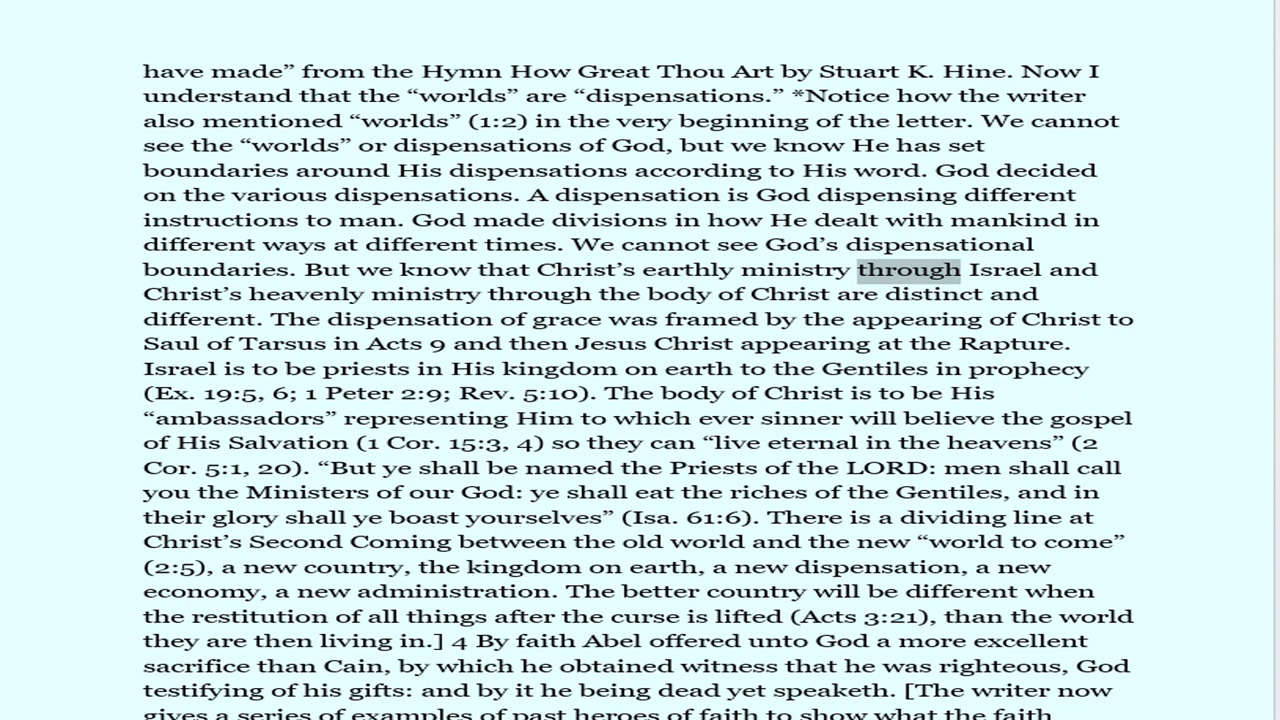 have made” from the Hymn How Great Thou Art by Stuart K. Hine. Now I
understand that the “worlds” are “dispensations.” *Notice how the writer
also mentioned “worlds” (1:2) in the very beginning of the letter. We cannot
see the “worlds” or dispensations of God, but we know He has set
boundaries around His dispensations according to His word. God decided
on the various dispensations. A dispensation is God dispensing different
instructions to man. God made divisions in how He dealt with mankind in
different ways at different times. We cannot see God’s dispensational
boundaries. But we know that Christ’s earthly ministry through Israel and
Christ’s heavenly ministry through the body of Christ are distinct and
different. The dispensation of grace was framed by the appearing of Christ to
Saul of Tarsus in Acts 9 and then Jesus Christ appearing at the Rapture.
Israel is to be priests in His kingdom on earth to the Gentiles in prophecy
(Ex. 19:5, 6; 1 Peter 2:9; Rev. 5:10). The body of Christ is to be His
“ambassadors” representing Him to which ever sinner will believe the gospel
of His Salvation (1 Cor. 15:3, 4) so they can “live eternal in the heavens” (2
Cor. 5:1, 20). “But ye shall be named the Priests of the LORD: men shall call
you the Ministers of our God: ye shall eat the riches of the Gentiles, and in
their glory shall ye boast yourselves” (Isa. 61:6). There is a dividing line at
Christ’s Second Coming between the old world and the new “world to come”
(2:5), a new country, the kingdom on earth, a new dispensation, a new
economy, a new administration. The better country will be different when
the restitution of all things after the curse is lifted (Acts 3:21), than the world
they are then living in.] 4 By faith Abel offered unto God a more excellent
sacrifice than Cain, by which he obtained witness that he was righteous, God
testifying of his gifts: and by it he being dead yet speaketh. [The writer now
gives a series of examples of past heroes of faith to show what the faith